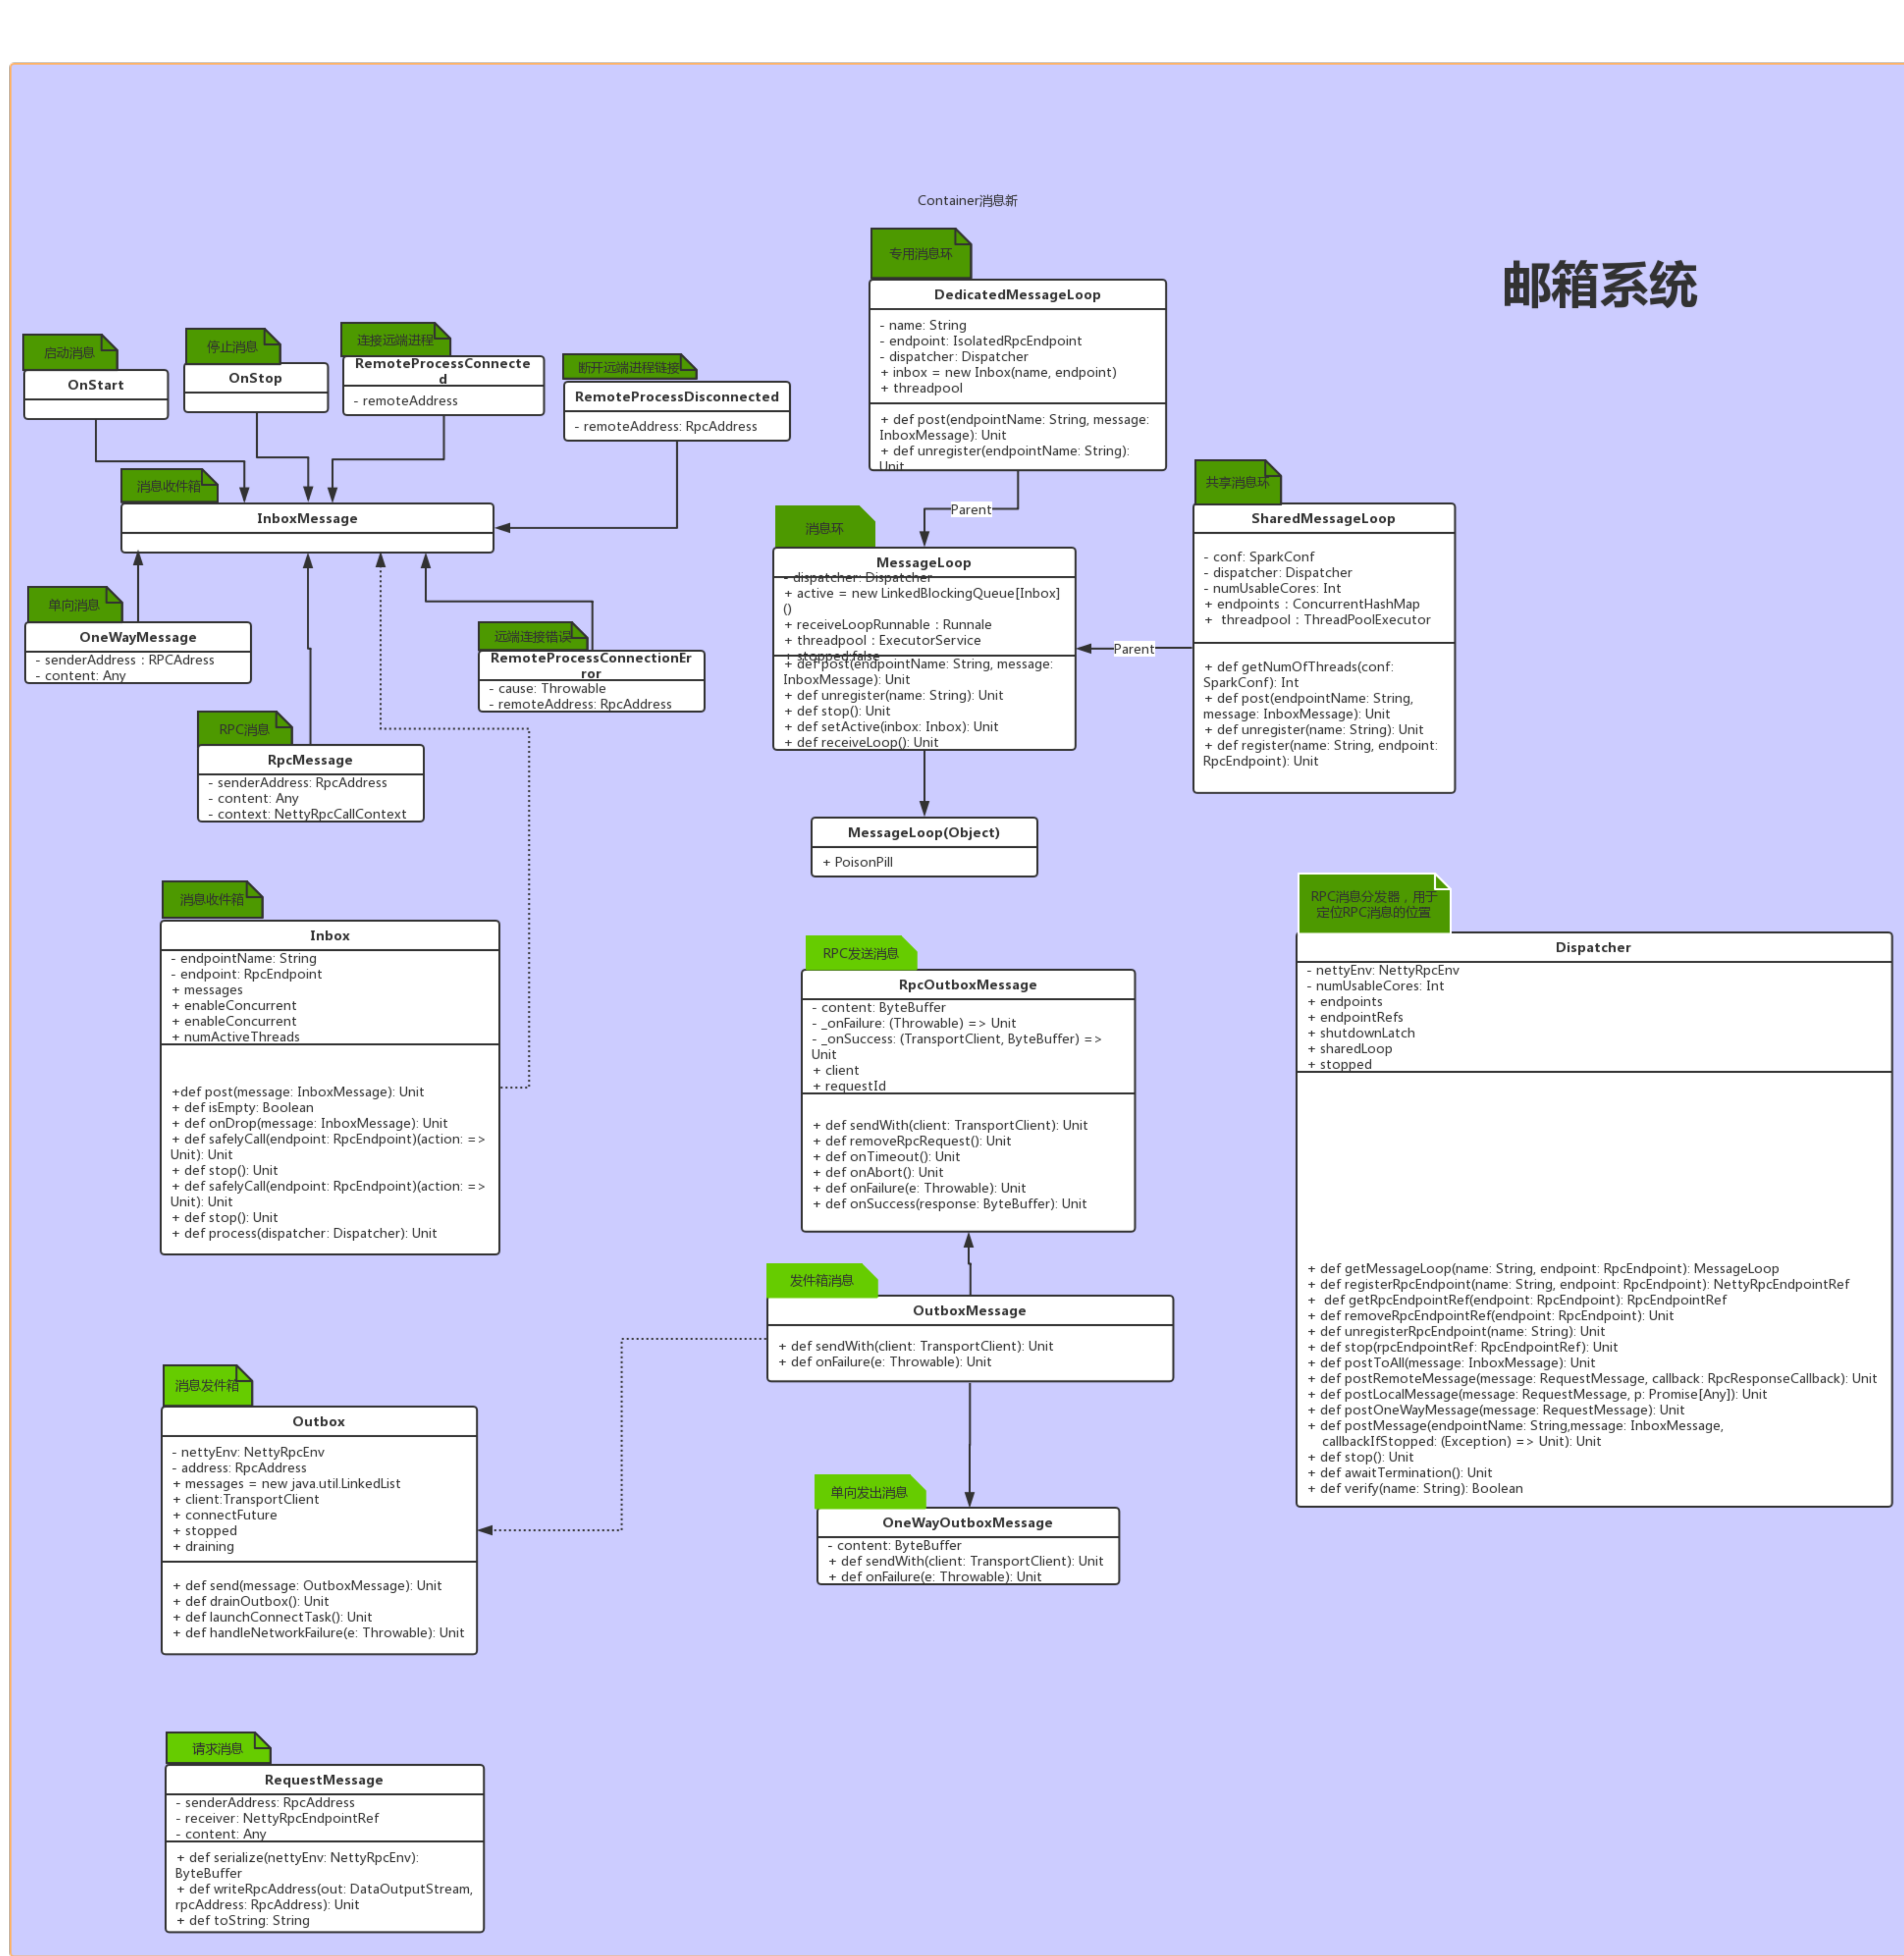 Container消息新
邮箱系统
专用消息环
DedicatedMessageLoop
- name: String
- endpoint: IsolatedRpcEndpoint
- dispatcher: Dispatcher
+ inbox = new Inbox(name, endpoint)
+ threadpool
+ def post(endpointName: String, message:
InboxMessage): Unit
+ def unregister(endpointName: String):
Unit
启动消息
OnStart
停止消息
OnStop
连接远端进程
RemoteProcessConnecte
d
- remoteAddress
断开远端进程链接
RemoteProcessDisconnected
- remoteAddress: RpcAddress
消息收件箱
InboxMessage
Parent
共享消息环
SharedMessageLoop
- conf: SparkConf
- dispatcher: Dispatcher
- numUsableCores: Int
+ endpoints : ConcurrentHashMap
+  threadpool : ThreadPoolExecutor
+ def getNumOfThreads(conf:
SparkConf): Int
+ def post(endpointName: String,
message: InboxMessage): Unit
+ def unregister(name: String): Unit
+ def register(name: String, endpoint:
RpcEndpoint): Unit
消息环
MessageLoop
- dispatcher: Dispatcher
+ active = new LinkedBlockingQueue[Inbox]
()
+ receiveLoopRunnable : Runnale
+ threadpool : ExecutorService
+ stopped:false
+ def post(endpointName: String, message:
InboxMessage): Unit
+ def unregister(name: String): Unit
+ def stop(): Unit
+ def setActive(inbox: Inbox): Unit
+ def receiveLoop(): Unit
Parent
单向消息
OneWayMessage
- senderAddress : RPCAdress
- content: Any
远端连接错误
RemoteProcessConnectionEr
ror
- cause: Throwable
- remoteAddress: RpcAddress
RPC消息
RpcMessage
- senderAddress: RpcAddress
- content: Any
- context: NettyRpcCallContext
MessageLoop(Object)
+ PoisonPill
消息收件箱
Inbox
- endpointName: String
- endpoint: RpcEndpoint
+ messages
+ enableConcurrent
+ enableConcurrent
+ numActiveThreads
+def post(message: InboxMessage): Unit
+ def isEmpty: Boolean
+ def onDrop(message: InboxMessage): Unit
+ def safelyCall(endpoint: RpcEndpoint)(action: =>
Unit): Unit
+ def stop(): Unit
+ def safelyCall(endpoint: RpcEndpoint)(action: =>
Unit): Unit
+ def stop(): Unit
+ def process(dispatcher: Dispatcher): Unit
RPC发送消息
RpcOutboxMessage
- content: ByteBuffer
- _onFailure: (Throwable) => Unit
- _onSuccess: (TransportClient, ByteBuffer) =>
Unit
+ client
+ requestId
+ def sendWith(client: TransportClient): Unit
+ def removeRpcRequest(): Unit
+ def onTimeout(): Unit
+ def onAbort(): Unit
+ def onFailure(e: Throwable): Unit
+ def onSuccess(response: ByteBuffer): Unit
RPC消息分发器，用于
定位RPC消息的位置
Dispatcher
- nettyEnv: NettyRpcEnv
- numUsableCores: Int
+ endpoints
+ endpointRefs
+ shutdownLatch
+ sharedLoop
+ stopped
+ def getMessageLoop(name: String, endpoint: RpcEndpoint): MessageLoop
+ def registerRpcEndpoint(name: String, endpoint: RpcEndpoint): NettyRpcEndpointRef
+  def getRpcEndpointRef(endpoint: RpcEndpoint): RpcEndpointRef
+ def removeRpcEndpointRef(endpoint: RpcEndpoint): Unit
+ def unregisterRpcEndpoint(name: String): Unit
+ def stop(rpcEndpointRef: RpcEndpointRef): Unit
+ def postToAll(message: InboxMessage): Unit
+ def postRemoteMessage(message: RequestMessage, callback: RpcResponseCallback): Unit
+ def postLocalMessage(message: RequestMessage, p: Promise[Any]): Unit
+ def postOneWayMessage(message: RequestMessage): Unit
+ def postMessage(endpointName: String,message: InboxMessage,
callbackIfStopped: (Exception) => Unit): Unit
+ def stop(): Unit
+ def awaitTermination(): Unit
+ def verify(name: String): Boolean
发件箱消息
OutboxMessage
+ def sendWith(client: TransportClient): Unit
+ def onFailure(e: Throwable): Unit
消息发件箱
Outbox
- nettyEnv: NettyRpcEnv
- address: RpcAddress
+ messages = new java.util.LinkedList
+ client:TransportClient
+ connectFuture
+ stopped
+ draining
+ def send(message: OutboxMessage): Unit
+ def drainOutbox(): Unit
+ def launchConnectTask(): Unit
+ def handleNetworkFailure(e: Throwable): Unit
单向发出消息
OneWayOutboxMessage
- content: ByteBuffer
+ def sendWith(client: TransportClient): Unit
+ def onFailure(e: Throwable): Unit
请求消息
RequestMessage
- senderAddress: RpcAddress
- receiver: NettyRpcEndpointRef
- content: Any
+ def serialize(nettyEnv: NettyRpcEnv):
ByteBuffer
+ def writeRpcAddress(out: DataOutputStream,
rpcAddress: RpcAddress): Unit
+ def toString: String